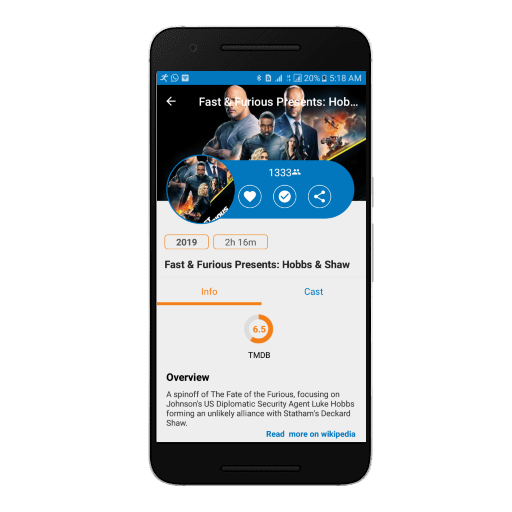 20% 5:18 AM
Fast & Furious Presents: Hob...
1333
2019 2h 16m
Fast & Furious Presents: Hobbs & Shaw
Info Cast
6.5
TMDB
Overview
A spinoff of The Fate of the Furious, focusing on
Johnson's US Diplomatic Security Agent Luke Hobbs
forming an unlikely alliance with Statham's Deckard
Shaw.
Read more on wikipedia